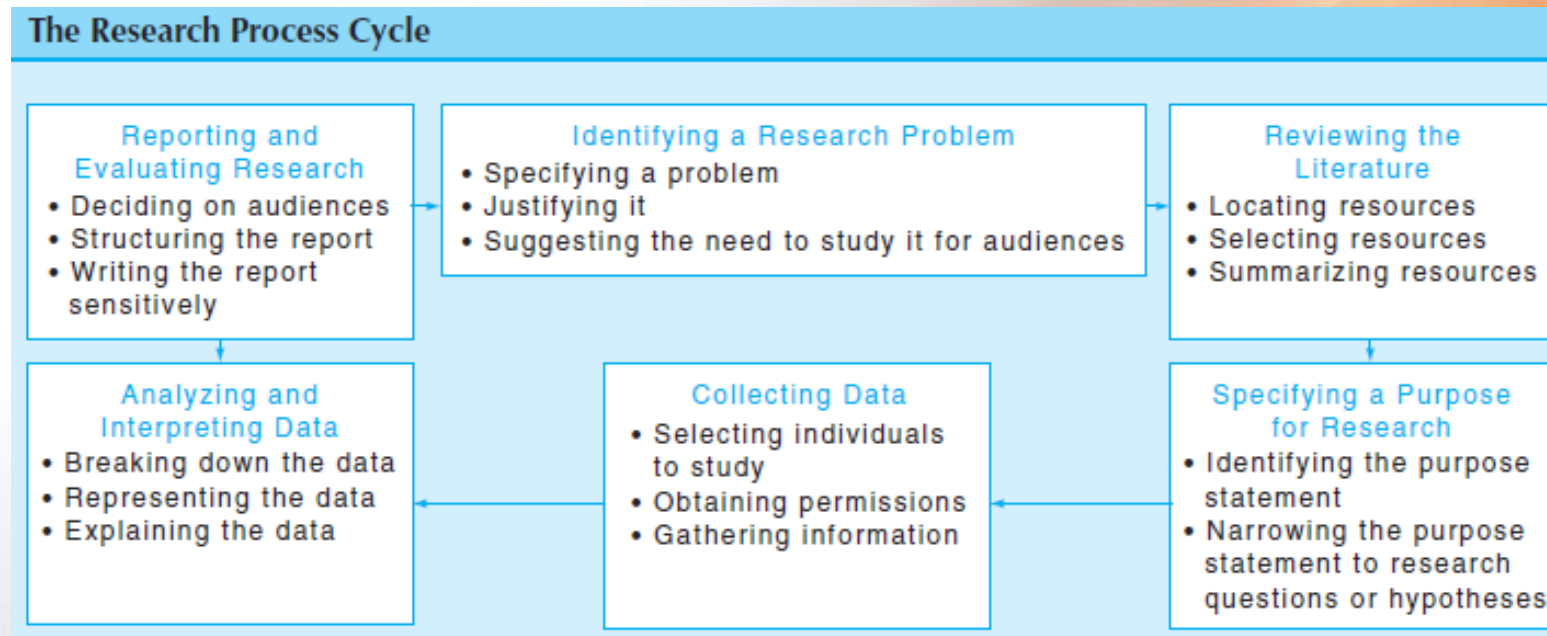 The Research Process Cycle
Reporting and
Evaluating Research
• Deciding on audiences
• Structuring the report
• Writing the report
sensitively
Identifying a Research Problem
• Specifying a problem
• Justifying it
• Suggesting the need to study it for audiences
Reviewing the
Literature
• Locating resources
• Selecting resources
• Summarizing resources
Analyzing and
Interpreting Data
• Breaking down the data
• Representing the data
• Explaining the data
Collecting Data
• Selecting individuals
to study
• Obtaining permissions
• Gathering information
Specifying a Purpose
for Research
• Identifying the purpose
statement
• Narrowing the purpose
statement to research
questions or hypotheses